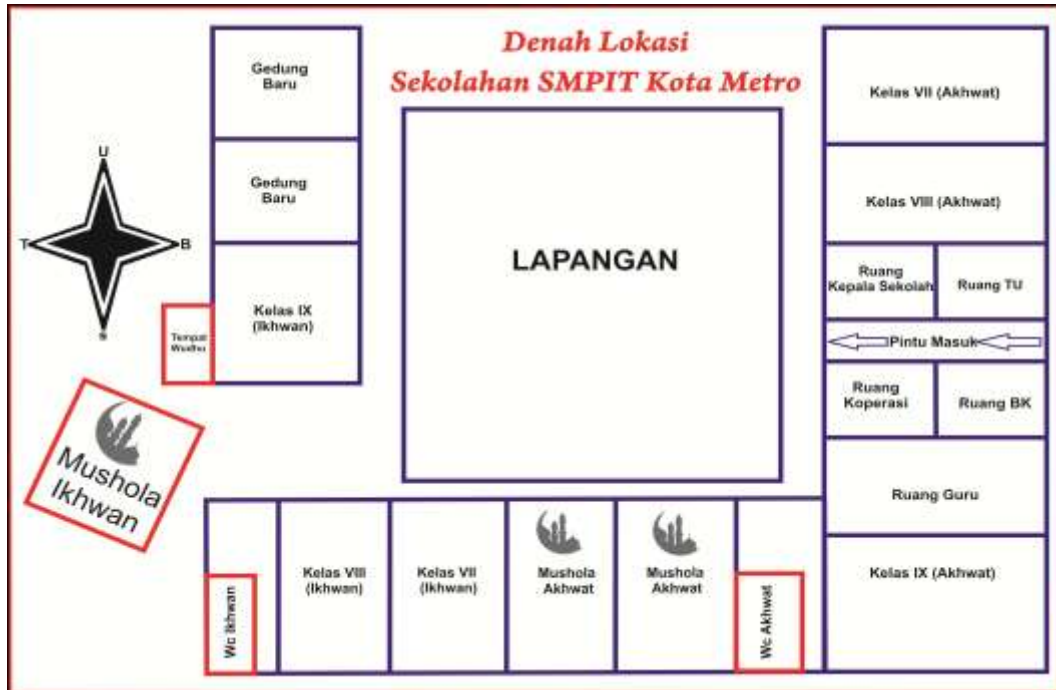 Denah Lokasi
Sekolahan SMPIT Kota Metro
Gedung
Baru
Gedung
Baru
Kelas IX
(Ikhwan)
Tempat
Wudhu
U
T
B
S
Mushola
Ikhwan
LAPANGAN
Kelas VII (Akhwat)
Kelas VIII (Akhwat)
Ruang
Kepala Sekolah
Ruang TU
Pintu Masuk
Ruang
Koperasi
Ruang BK
Ruang Guru
Kelas IX (Akhwat)
Wc Ikhwan
Kelas VIII
(Ikhwan)
Kelas VII
(Ikhwan)
Mushola
Akhwat
Mushola
Akhwat
Wc Akhwat